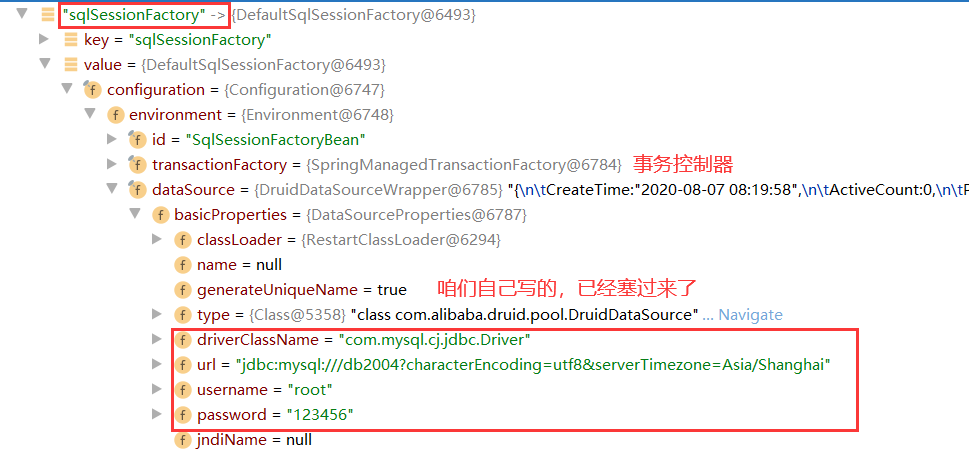 "sqlSessionFactory" -> {DefaultSqlSessionFactory@6493}
key = "sqlSessionFactory"
value = {DefaultSqlSessionFactory@6493}
f configuration = {Configuration@6747}
f environment = {Environment@6748}
f id = "SqlSessionFactoryBean"
f transactionFactory = {SpringManagedTransactionFactory@6784} 事务控制器
f dataSource = {DruidDataSourceWrapper@6785} "{\n\tCreateTime:"2020-08-07 08:19:58",\n\tActiveCount:0,\n\tP
f basicProperties = {DataSourceProperties@6787}
f classLoader = {RestartClassLoader@6294}
f name = null
f generateUniqueName = true 咱们自己写的，已经塞过来了
f type = {Class@5358} "class com.alibaba.druid.pool.DruidDataSource" ... Navigate
f driverClassName = "com.mysql.cj.jdbc.Driver"
f url = "jdbc:mysql:///db2004?characterEncoding=utf8&serverTimezone=Asia/Shanghai"
f username = "root"
f password = "123456"
f jndiName = null